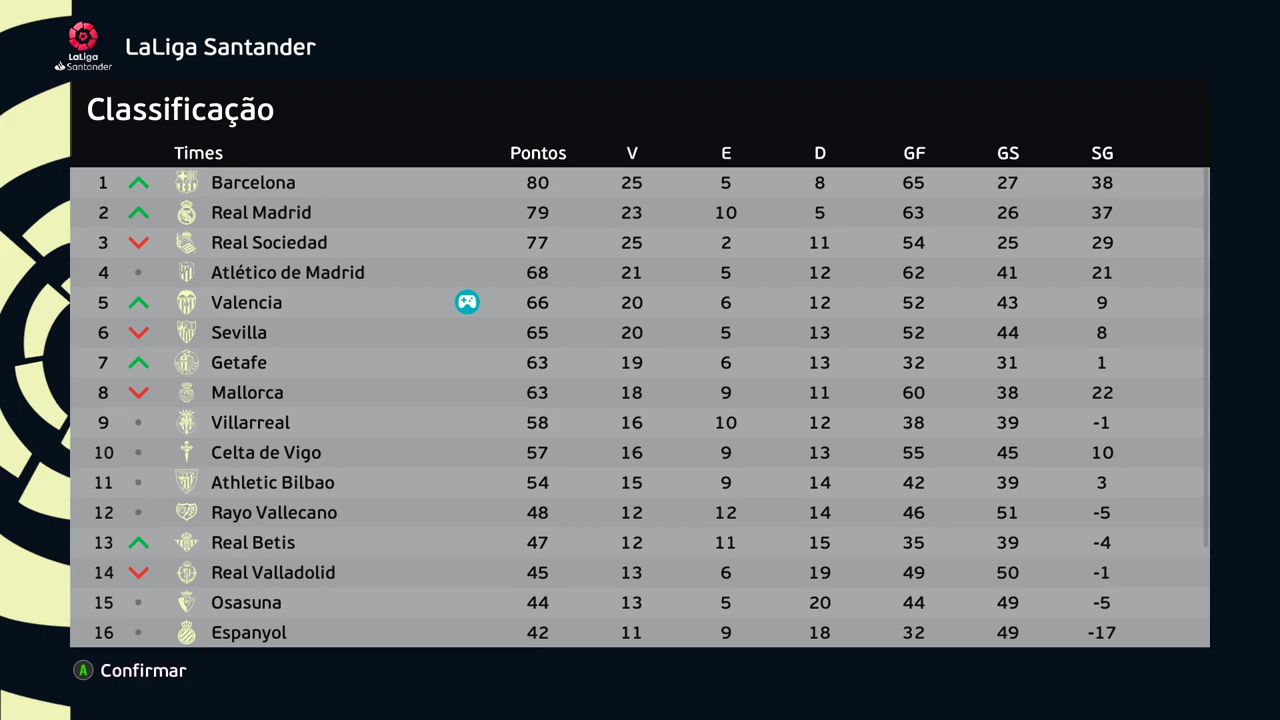 LaLiga
Santander
LaLiga Santander
Classificação
Times Pontos V E D GF GS SG
1 Barcelona 80 25 5 8 65 27 38
2 Real Madrid 79 23 10 5 63 26 37
3 Real Sociedad 77 25 2 11 54 25 29
4 Atlético de Madrid 68 21 5 12 62 41 21
5 Valencia 66 20 6 12 52 43 9
6 Sevilla 65 20 5 13 52 44 8
7 Getafe 63 19 6 13 32 31 1
8 Mallorca 63 18 9 11 60 38 22
9 Villarreal 58 16 10 12 38 39 -1
10 Celta de Vigo 57 16 9 13 55 45 10
11 Athletic Bilbao 54 15 9 14 42 39 3
12 Rayo Vallecano 48 12 12 14 46 51 -5
13 Real Betis 47 12 11 15 35 39 -4
14 Real Valladolid 45 13 6 19 49 50 -1
15 Osasuna 44 13 5 20 44 49 -5
16 Espanyol 42 11 9 18 32 49 -17
A Confirmar